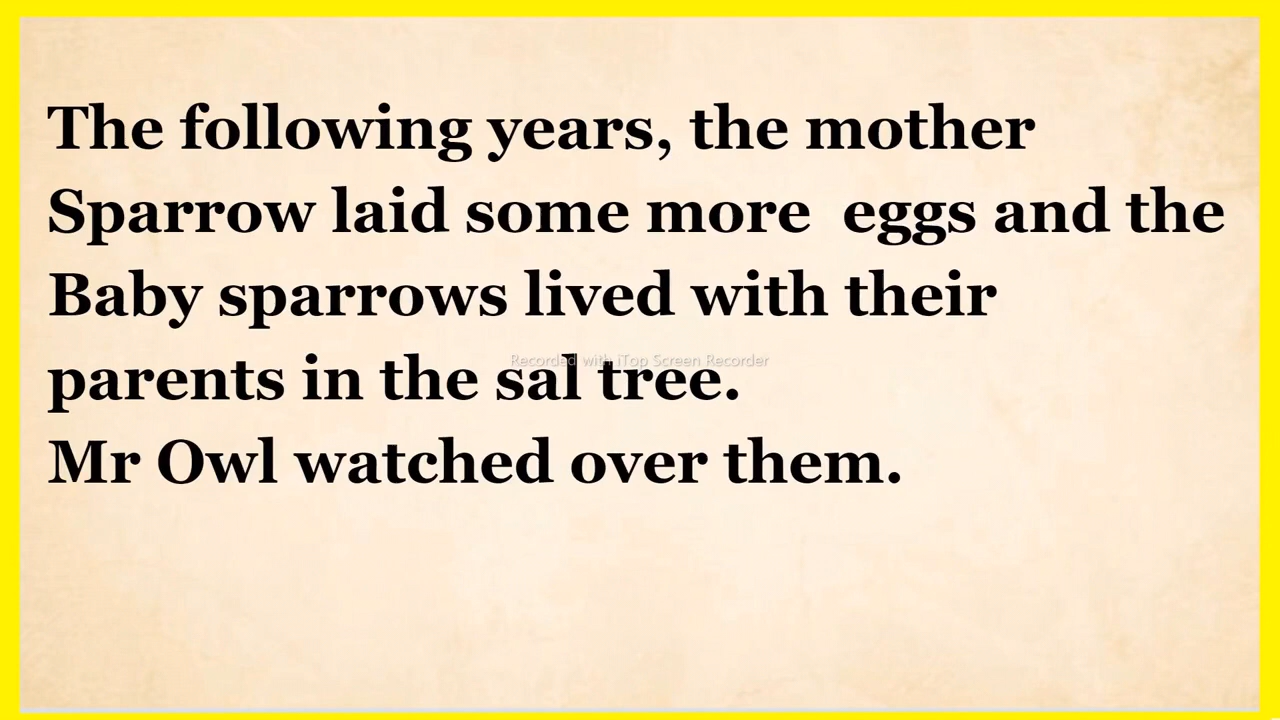 The following years, the mother
Sparrow laid some more  eggs and the
Baby sparrows lived with their
parents in the sal tree.
Recorded with iTop Screen Recorder
Mr Owl watched over them.